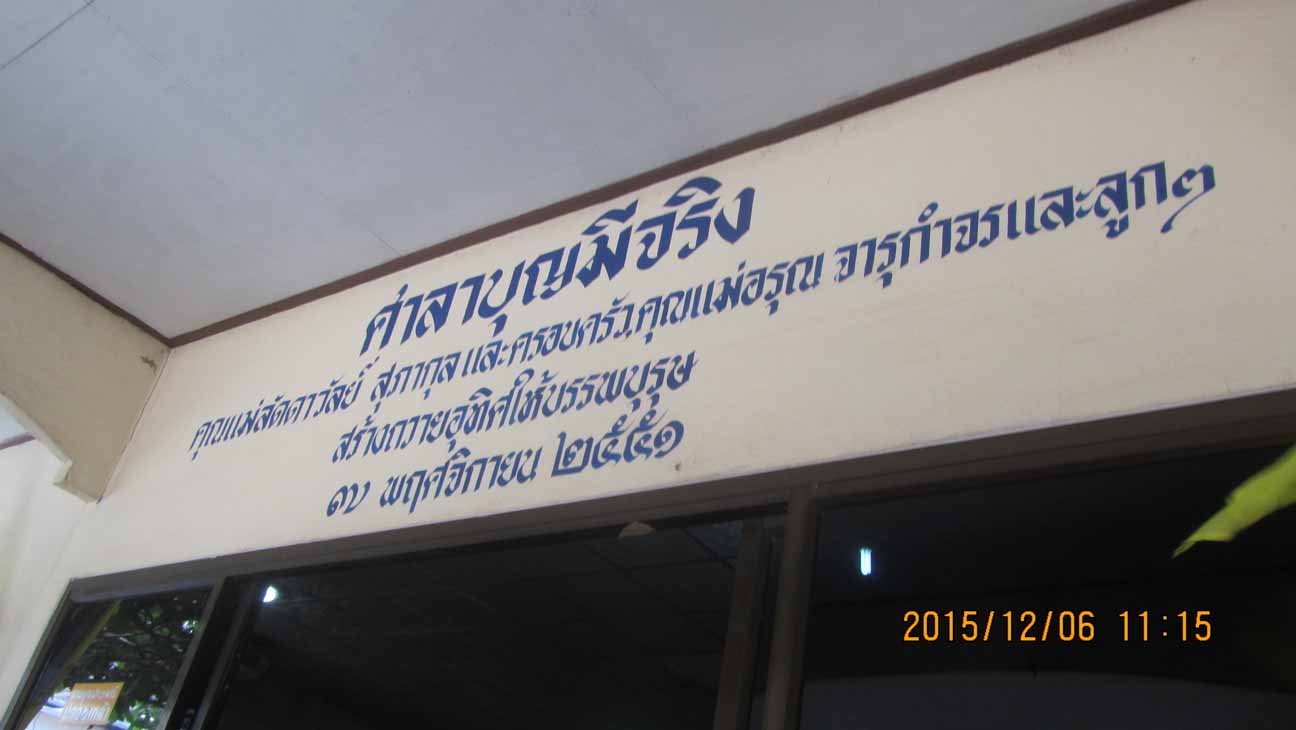 ศาลาบุญมีจริง
คุณแม่ลัดดาวัลย์ สุภากุล และครอบครัว,คุณแม่อรุณ จารุกำจรและลูกๆ
สร้างถวายอุทิศให้บรรพบุรุษ
๓๐ พฤศจิกายน ๒๕๕๑
2015/12/06 11:15